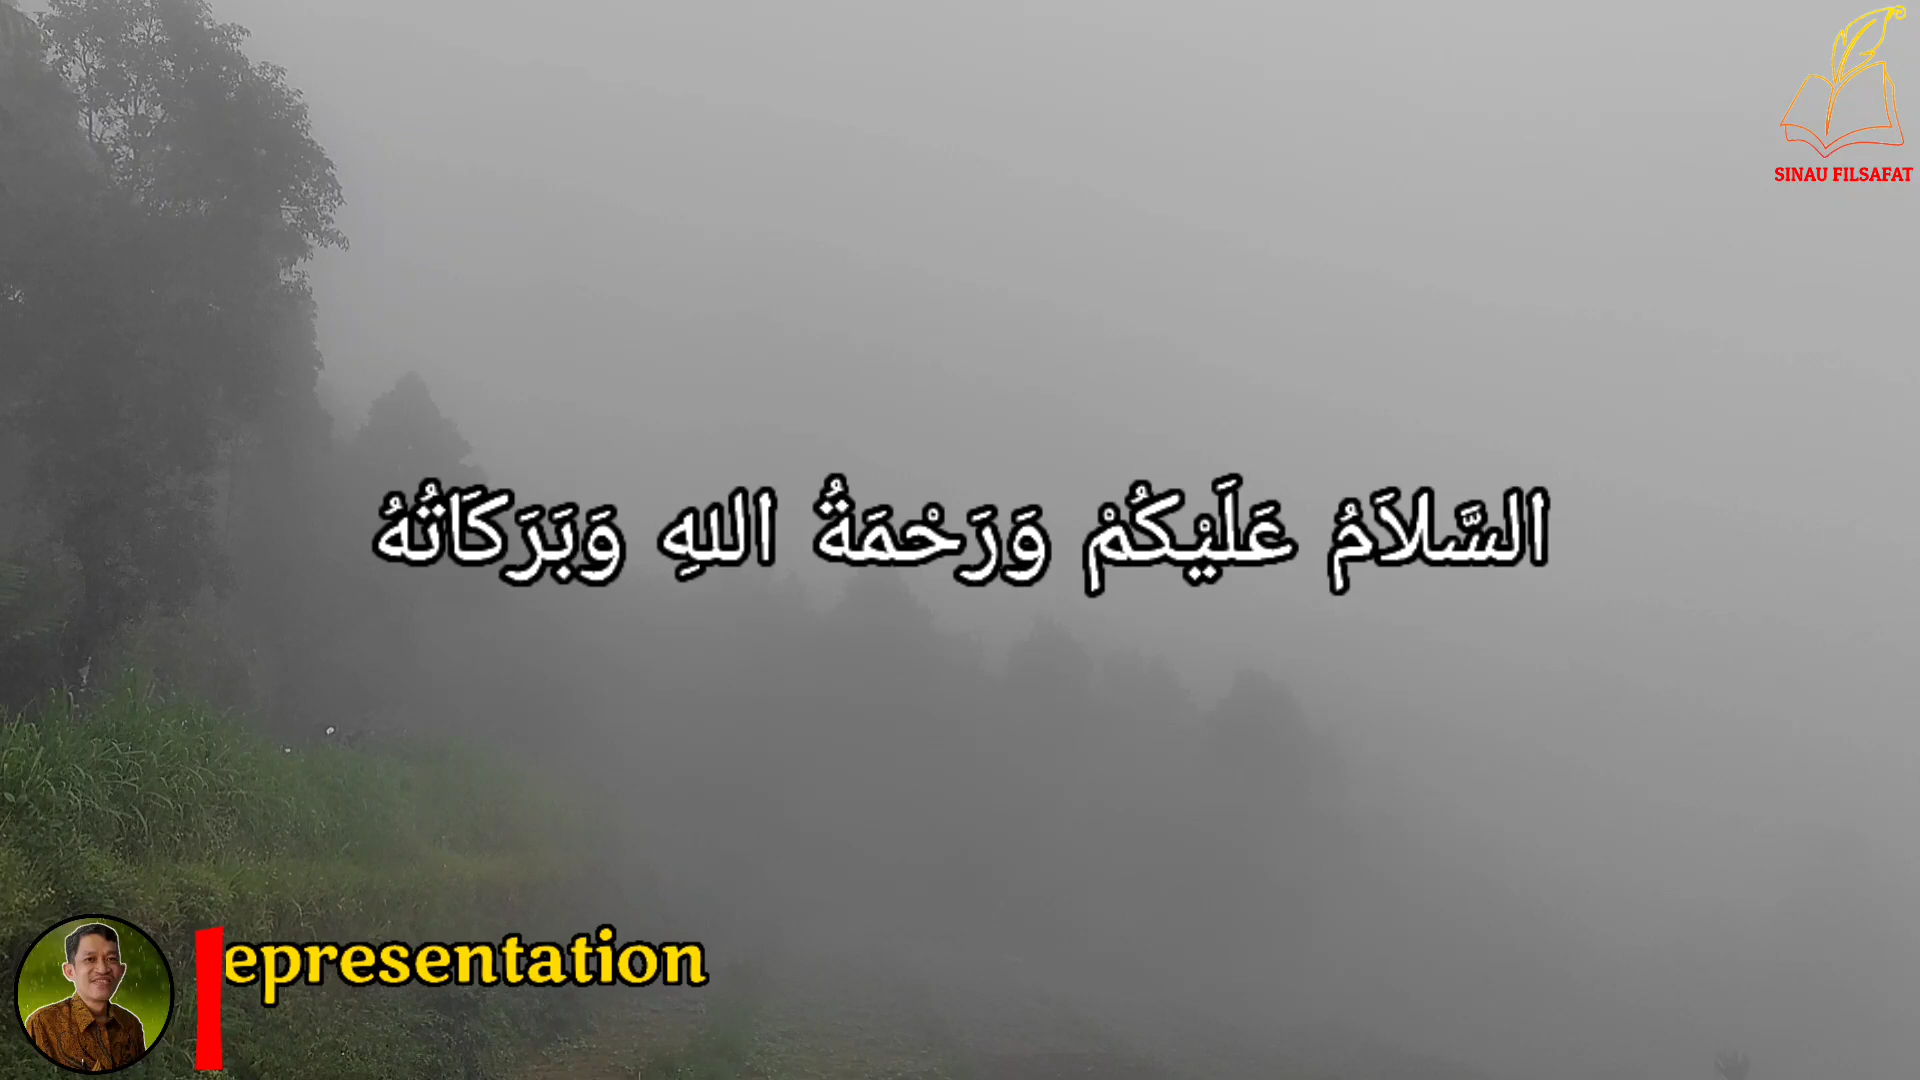 SINAU FILSAFAT
السَّلاَمُ عَلَيْكُمْ وَرَحْمَةُ اللهِ وَبَرَكَاتُهُ
epresentation